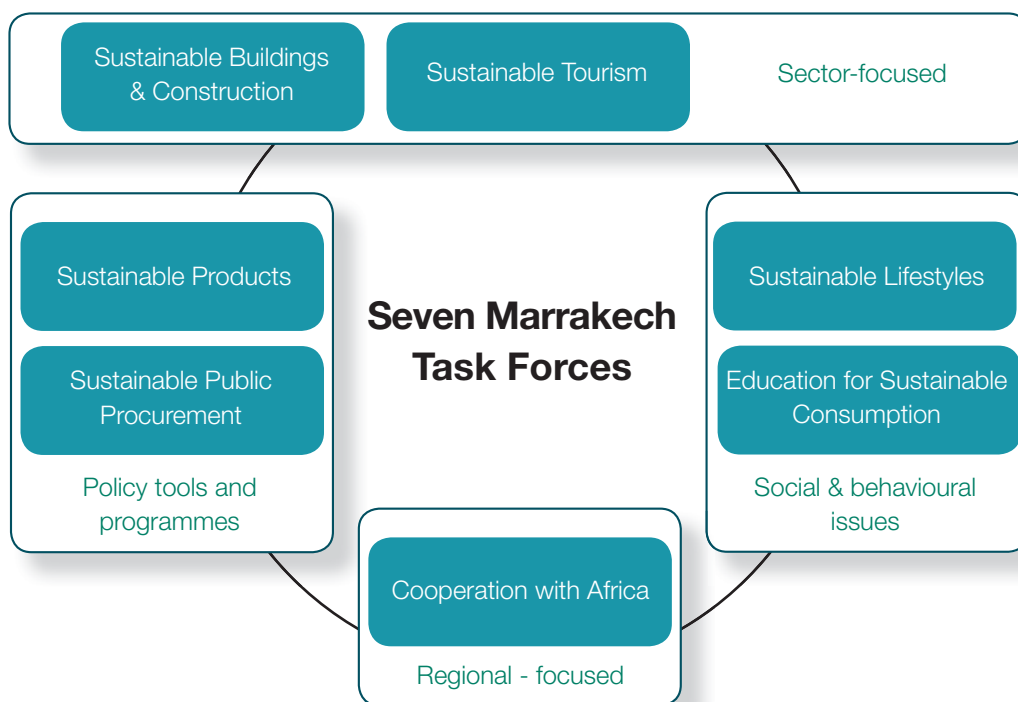 Sustainable Buildings
& Construction
Sustainable Tourism
Sector-focused
Sustainable Products
Sustainable Public
Procurement
Policy tools and
programmes
Seven Marrakech
Task Forces
Sustainable Lifestyles
Education for Sustainable
Consumption
Social & behavioural
issues
Cooperation with Africa
Regional - focused